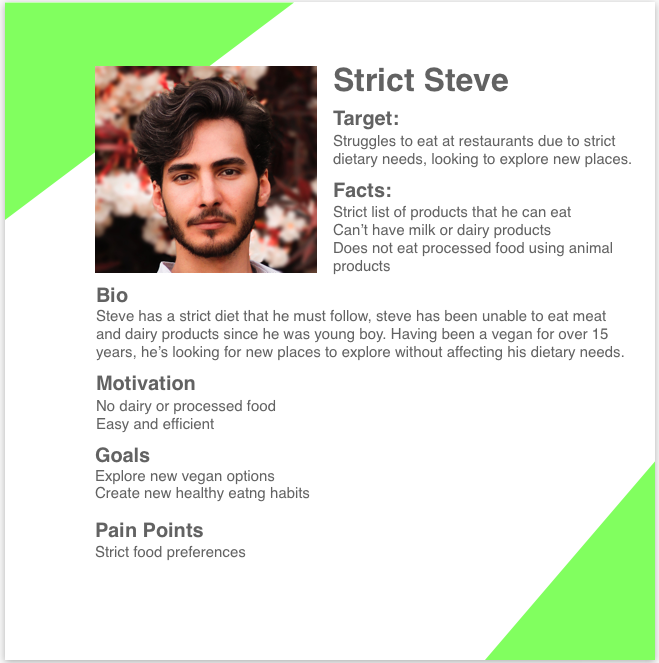 Strict Steve
Target:
Struggles to eat at restaurants due to strict
dietary needs, looking to explore new places.
Facts:
Strict list of products that he can eat
Can't have milk or dairy products
Does not eat processed food using animal
products
Bio
Steve has a strict diet that he must follow, steve has been unable to eat meat
and dairy products since he was young boy. Having been a vegan for over 15
years, he's looking for new places to explore without affecting his dietary needs.
Motivation
No dairy or processed food
Easy and efficient
Goals
Explore new vegan options
Create new healthy eatng habits
Pain Points
Strict food preferences